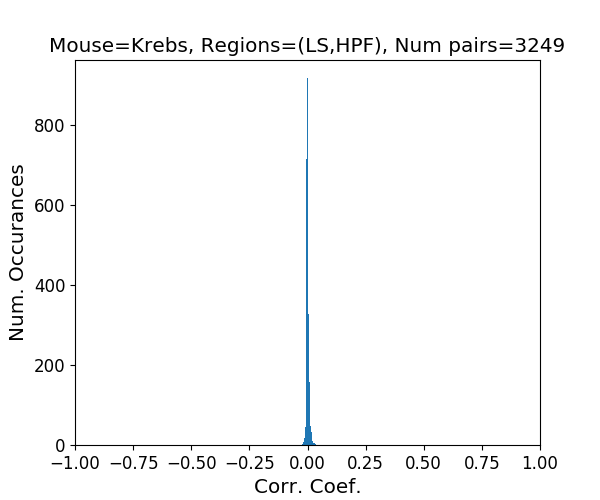 Mouse=Krebs, Regions=(LS,HPF), Num pairs=3249
Num. Occurances
800
600
400
200
0
−1.00 −0.75 −0.50 −0.25 0.00 0.25 0.50 0.75 1.00
Corr. Coef.